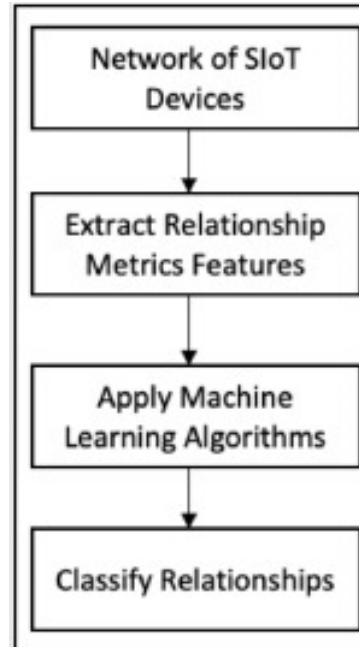 Network of SIoT
Devices
Extract Relationship
Metrics Features
Apply Machine
Learning Algorithms
Classify Relationships